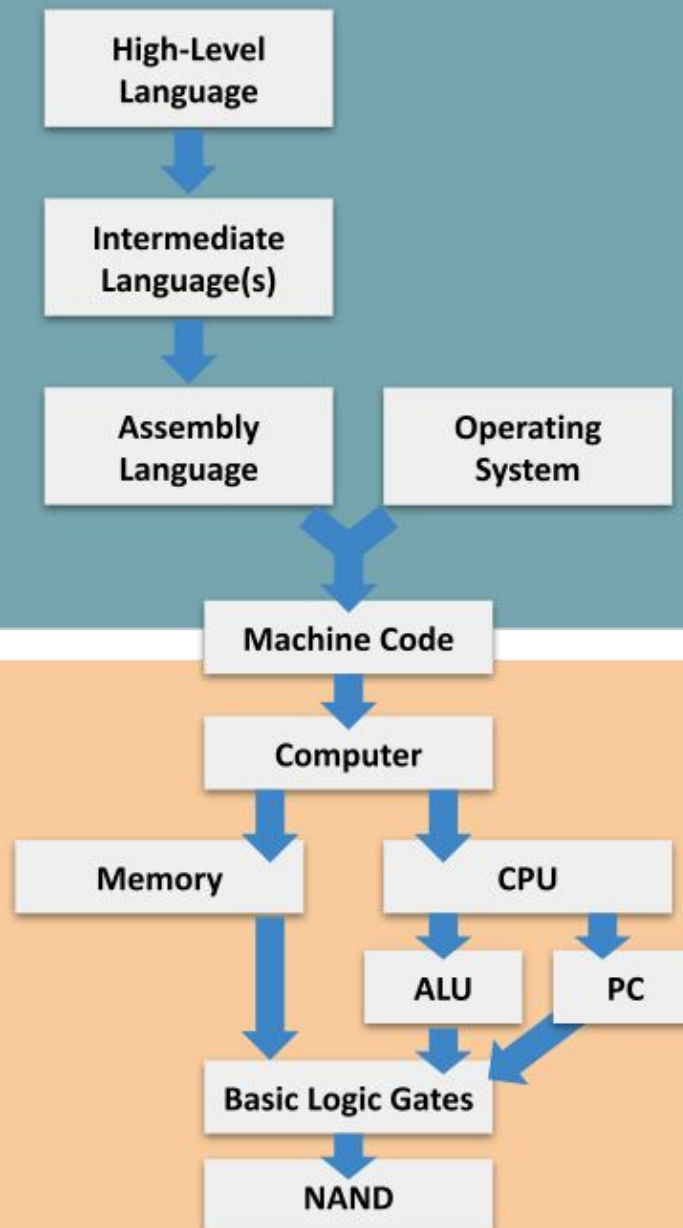 High-Level
Language
Intermediate
Language(s)
Assembly
Language
Operating
System
Machine Code
Computer
Memory
CPU
ALU
PC
Basic Logic Gates
NAND